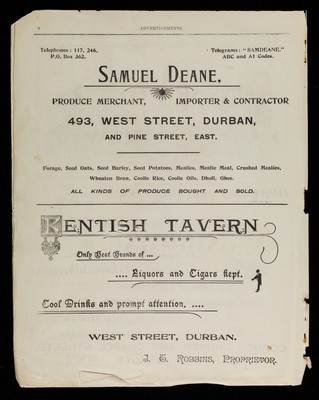 ADVERTISEMENTS.
Telephones: 117, 246, Telegrams: "SAMDEANE,"
P.O. Box 362. ABC and A1 Codes.
SAMUEL DEANE,
PRODUCE MERCHANT, IMPORTER & CONTRACTOR
493, WEST STREET, DURBAN,
AND PINE STREET, EAST.
Forage, Seed Oats, Seed Barley, Seed Potatoes, Mealies, Mealie Meal, Crushed Mealies,
Wheaten Bran, Coolie Rice, Coolie Oils, Dholl, Ghee.
ALL KINDS OF PRODUCE BOUGHT AND SOLD.
KENTISH TAVERN
Only Best Brands of ...
.... Liquors and Cigars kept.
Cool Drinks and prompt attention. ....
WEST STREET, DURBAN.
ROBBINS, PROPRIETOR.